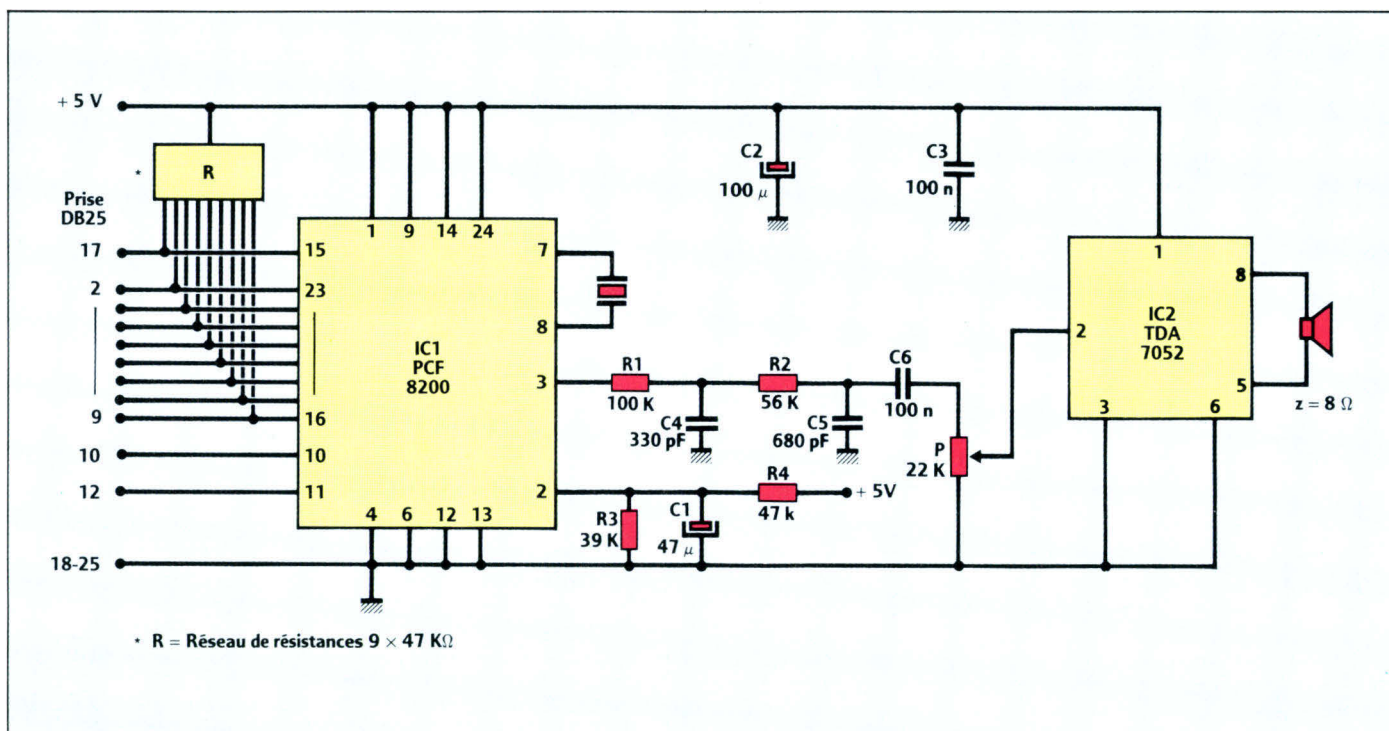 + 5 V
* R
Prise
DB25
17
2
9
10
12
18-25
1 9 14 24
15
23
16
10
11
4 6 12 13
7
8
3
2
IC1
PCF
8200
R1
100 K
C4
330 pF
R2
56 K
C5
680 pF
C6
100 n
P
22 K
R3
39 K
C1
47 μ
R4
47 k
+ 5V
C2
100 μ
C3
100 n
1
2
3 6
8
5
IC2
TDA
7052
z = 8 Ω
* R = Réseau de résistances 9 × 47 KΩ